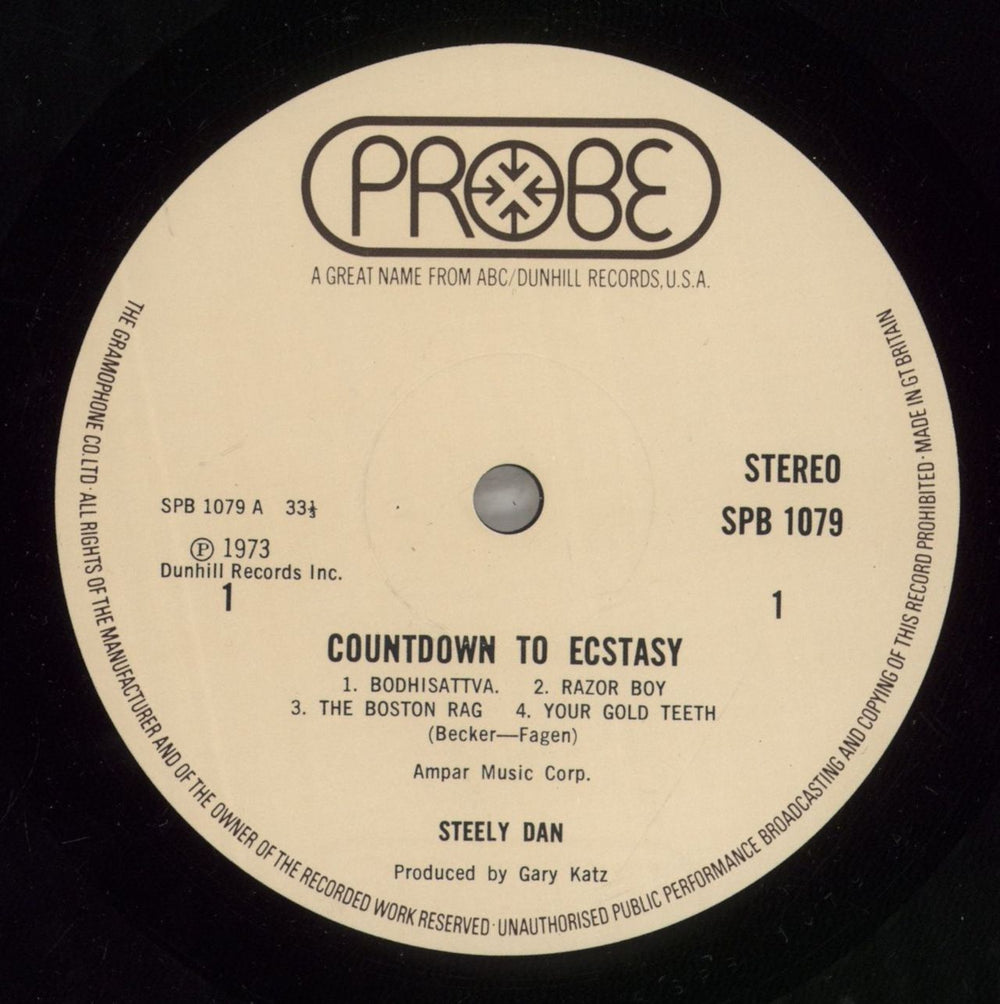 PROBE
A GREAT NAME FROM ABC/DUNHILL RECORDS, U.S.A.
STEREO
SPB 1079 A 33⅓
SPB 1079
Ⓟ 1973
Dunhill Records Inc.
1
1
COUNTDOWN TO ECSTASY
1. BODHISATTVA. 2. RAZOR BOY
3. THE BOSTON RAG 4. YOUR GOLD TEETH
(Becker—Fagen)
Ampar Music Corp.
STEELY DAN
Produced by Gary Katz
THE GRAMOPHONE CO. LTD · ALL RIGHTS OF THE MANUFACTURER AND OF THE OWNER OF THE RECORDED WORK RESERVED · UNAUTHORISED PUBLIC PERFORMANCE BROADCASTING AND COPYING OF THIS RECORD PROHIBITED · MADE IN GT BRITAIN